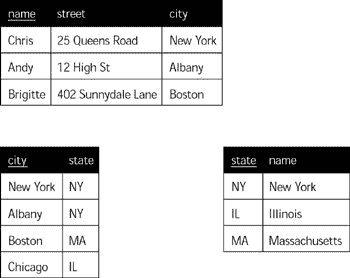 name street city
Chris 25 Queens Road New York
Andy 12 High St Albany
Brigitte 402 Sunnydale Lane Boston
city state
New York NY
Albany NY
Boston MA
Chicago IL
state name
NY New York
IL Illinois
MA Massachusetts